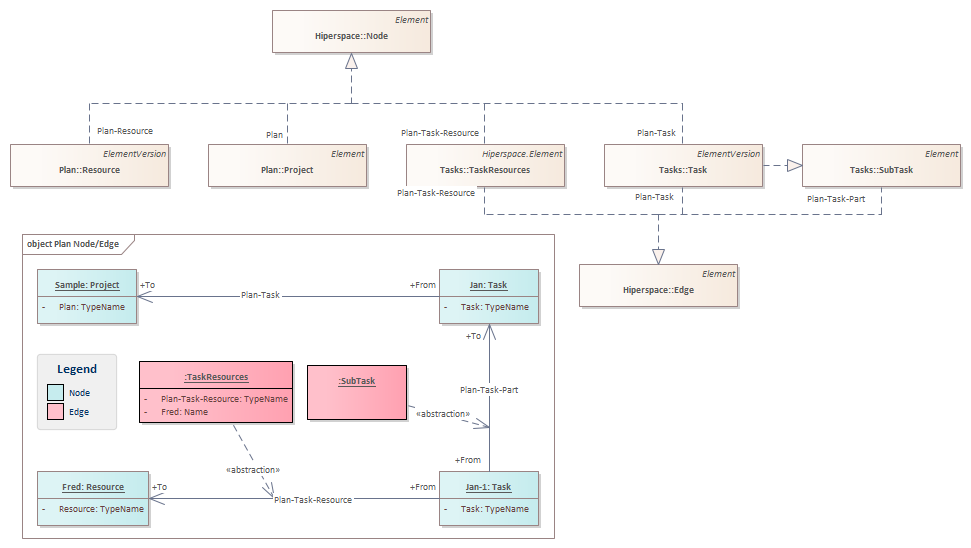 Element
Hiperspace::Node
Plan-Resource
Plan
Plan-Task-Resource
Plan-Task
ElementVersion
Plan::Resource
Element
Plan::Project
Hiperspace.Element
Tasks::TaskResources
ElementVersion
Tasks::Task
Element
Tasks::SubTask
Plan-Task-Resource
Plan-Task
Plan-Task-Part
Element
Hiperspace::Edge
object Plan Node/Edge
Sample: Project
- Plan: TypeName
+To
Plan-Task
+From
Jan: Task
- Task: TypeName
+To
Legend
Node
Edge
:TaskResources
- Plan-Task-Resource: TypeName
- Fred: Name
:SubTask
Plan-Task-Part
«abstraction»
+From
«abstraction»
Fred: Resource
- Resource: TypeName
+To
Plan-Task-Resource
+From
Jan-1: Task
- Task: TypeName